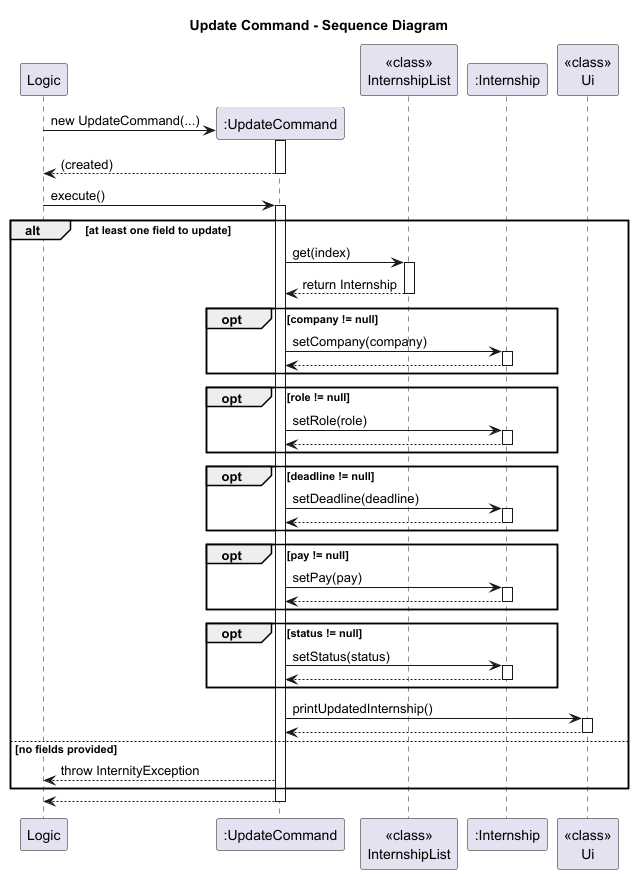 Update Command - Sequence Diagram
«class»
«class»
Logic
InternshipList
:Internship
Ui
new UpdateCommand(...)
:UpdateCommand
(created)
execute()
alt
[at least one field to update]
get(index)
return Internship
opt
[company != null]
setCompany(company)
opt
[role != null]
setRole(role)
opt
[deadline != null]
setDeadline(deadline)
opt
[pay != null]
setPay(pay)
opt
[status != null]
setStatus(status)
printUpdatedInternship()
[no fields provided]
throw InternityException
Logic
:UpdateCommand
«class»
InternshipList
:Internship
«class»
Ui